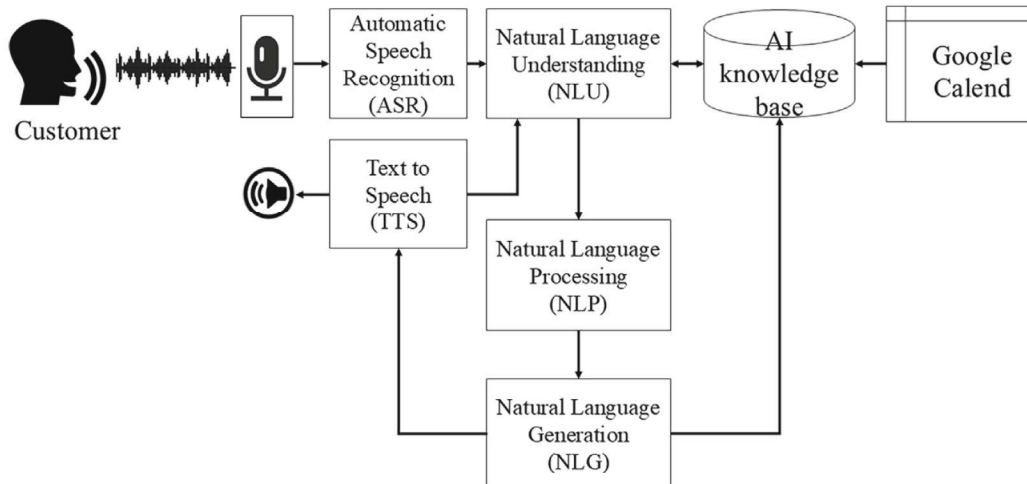 Customer
Automatic
Speech
Recognition
(ASR)
Natural Language
Understanding
(NLU)
AI
knowledge
base
Google
Calend
Text to
Speech
(TTS)
Natural Language
Processing
(NLP)
Natural Language
Generation
(NLG)